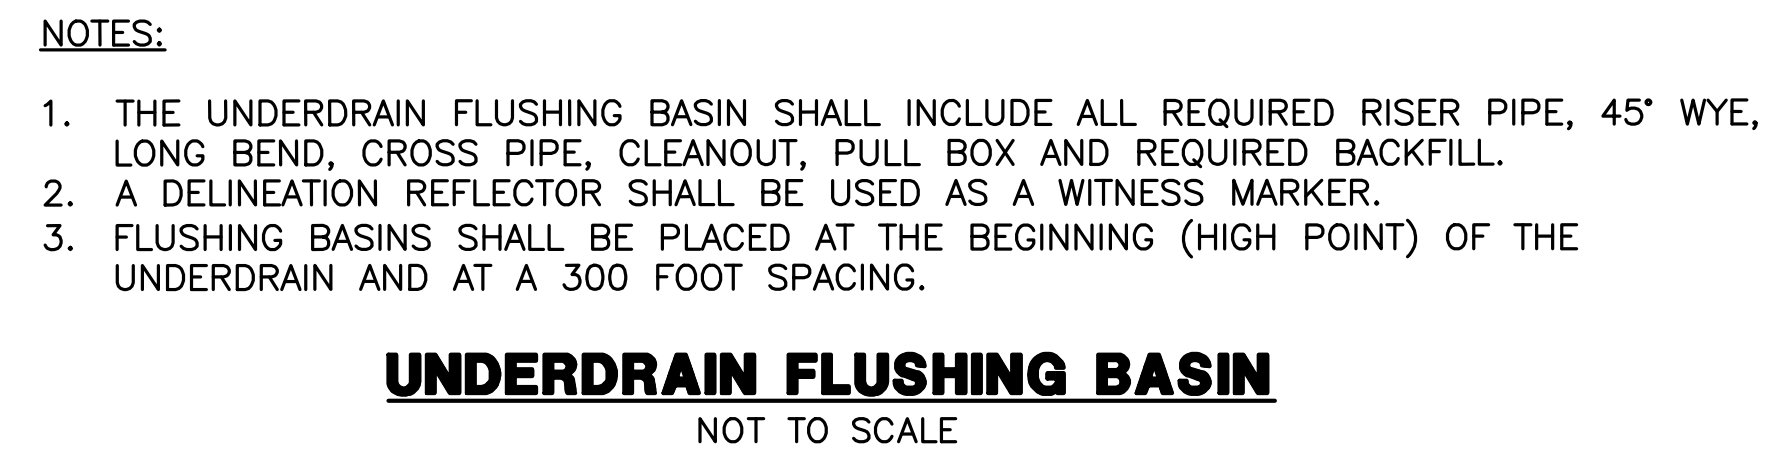 NOTES:
1. THE UNDERDRAIN FLUSHING BASIN SHALL INCLUDE ALL REQUIRED RISER PIPE, 45° WYE,
LONG BEND, CROSS PIPE, CLEANOUT, PULL BOX AND REQUIRED BACKFILL.
2. A DELINEATION REFLECTOR SHALL BE USED AS A WITNESS MARKER.
3. FLUSHING BASINS SHALL BE PLACED AT THE BEGINNING (HIGH POINT) OF THE
UNDERDRAIN AND AT A 300 FOOT SPACING.
UNDERDRAIN FLUSHING BASIN
NOT TO SCALE